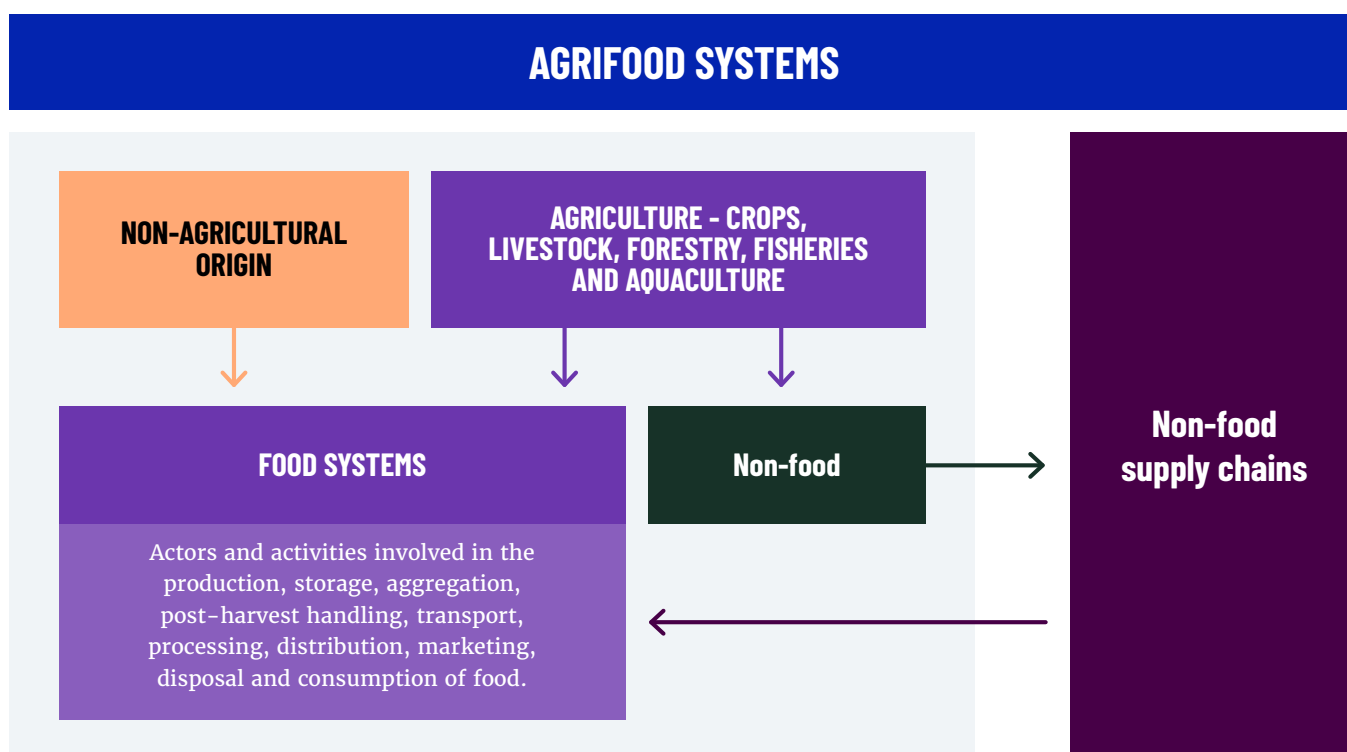 AGRIFOOD SYSTEMS
NON-AGRICULTURAL
ORIGIN
AGRICULTURE - CROPS,
LIVESTOCK, FORESTRY, FISHERIES
AND AQUACULTURE
FOOD SYSTEMS
Non-food
Actors and activities involved in the
production, storage, aggregation,
post-harvest handling, transport,
processing, distribution, marketing,
disposal and consumption of food.
Non-food
supply chains